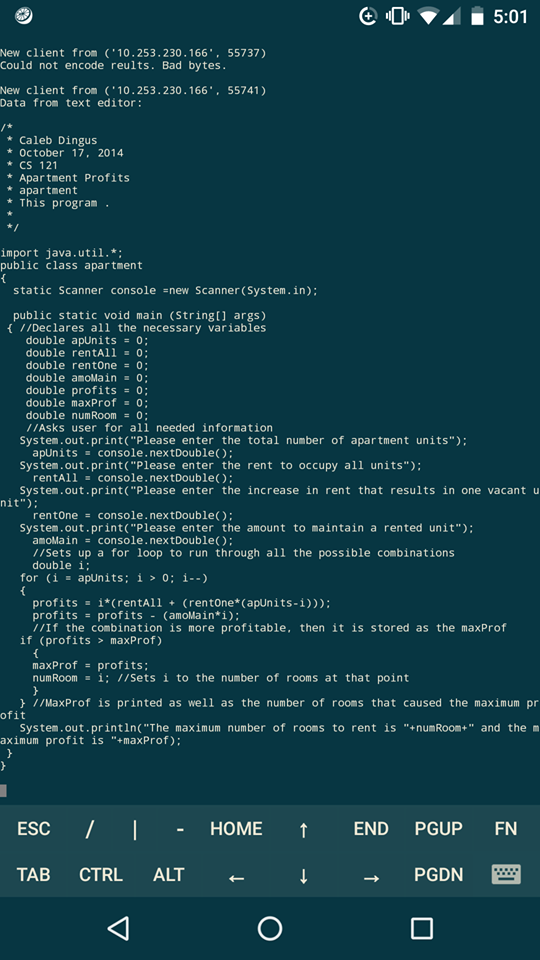 5:01
New client from ('10.253.230.166', 55737)
Could not encode reults. Bad bytes.
New client from ('10.253.230.166', 55741)
Data from text editor:
/*
 * Caleb Dingus
 * October 17, 2014
 * CS 121
 * Apartment Profits
 * apartment
 * This program .
 *
 */
import java.util.*;
public class apartment
{
  static Scanner console =new Scanner(System.in);
  public static void main (String[] args)
 { //Declares all the necessary variables
    double apUnits = 0;
    double rentAll = 0;
    double rentOne = 0;
    double amoMain = 0;
    double profits = 0;
    double maxProf = 0;
    double numRoom = 0;
    //Asks user for all needed information
   System.out.print("Please enter the total number of apartment units");
     apUnits = console.nextDouble();
   System.out.print("Please enter the rent to occupy all units");
     rentAll = console.nextDouble();
   System.out.print("Please enter the increase in rent that results in one vacant u
nit");
     rentOne = console.nextDouble();
   System.out.print("Please enter the amount to maintain a rented unit");
     amoMain = console.nextDouble();
     //Sets up a for loop to run through all the possible combinations
     double i;
   for (i = apUnits; i > 0; i--)
   {
     profits = i*(rentAll + (rentOne*(apUnits-i)));
     profits = profits - (amoMain*i);
     //If the combination is more profitable, then it is stored as the maxProf
   if (profits > maxProf)
     {
     maxProf = profits;
     numRoom = i; //Sets i to the number of rooms at that point
     }
   } //MaxProf is printed as well as the number of rooms that caused the maximum pr
ofit
   System.out.println("The maximum number of rooms to rent is "+numRoom+" and the m
aximum profit is "+maxProf);
 }
}
ESC / | - HOME ↑ END PGUP FN
TAB CTRL ALT ← ↓ → PGDN